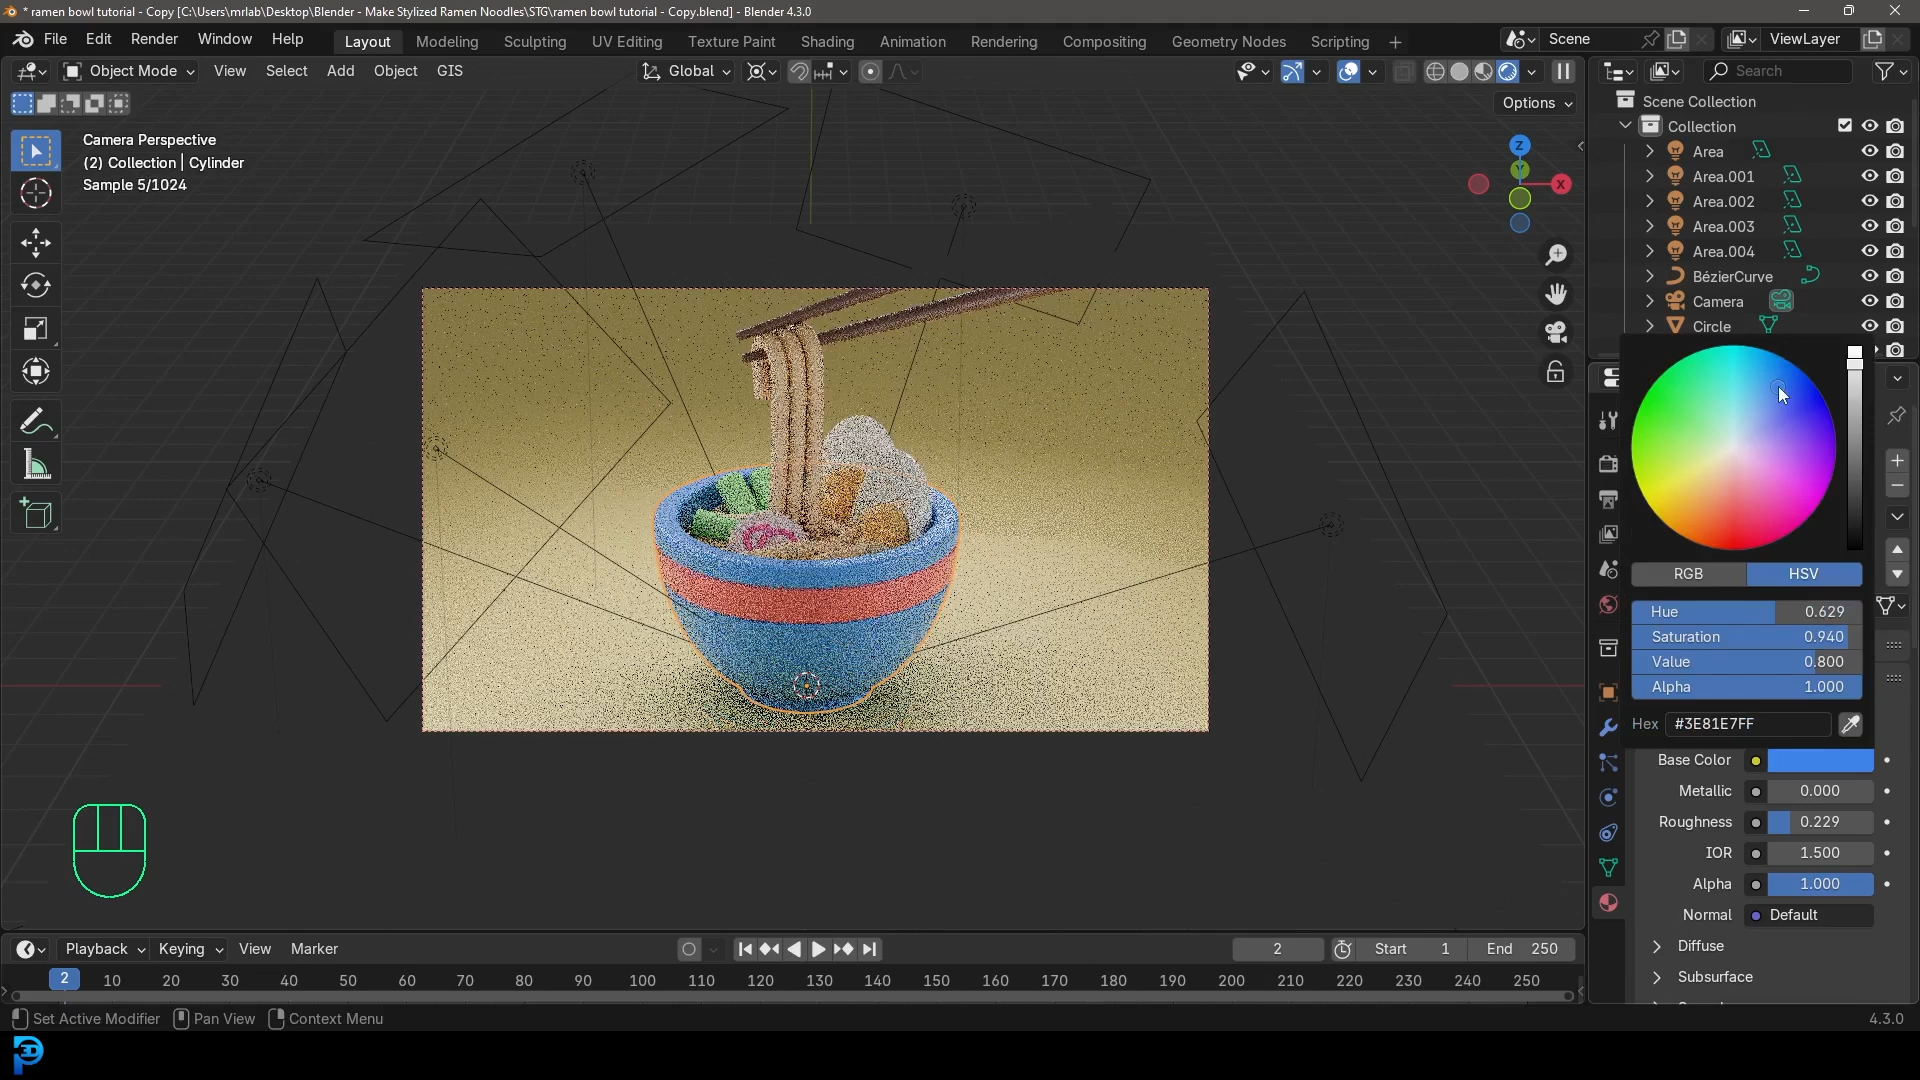 * ramen bowl tutorial - Copy [C:\Users\mrlab\Desktop\Blender - Make Stylized Ramen Noodles\STG\ramen bowl tutorial - Copy.blend] - Blender 4.3.0
File Edit Render Window Help Layout Modeling Sculpting UV Editing Texture Paint Shading Animation Rendering Compositing Geometry Nodes Scripting + Scene ViewLayer
Object Mode View Select Add Object GIS Global Search
Options
Camera Perspective
(2) Collection | Cylinder
Sample 5/1024
Z
Y
X
Scene Collection
Collection
Area
Area.001
Area.002
Area.003
Area.004
BézierCurve
Camera
Circle
RGB HSV
Hue 0.629
Saturation 0.940
Value 0.800
Alpha 1.000
Hex #3E81E7FF
Base Color
Metallic 0.000
Roughness 0.229
IOR 1.500
Alpha 1.000
Normal Default
Diffuse
Subsurface
Playback Keying View Marker 2 Start 1 End 250
2 10 20 30 40 50 60 70 80 90 100 110 120 130 140 150 160 170 180 190 200 210 220 230 240 250
Set Active Modifier Pan View Context Menu 4.3.0